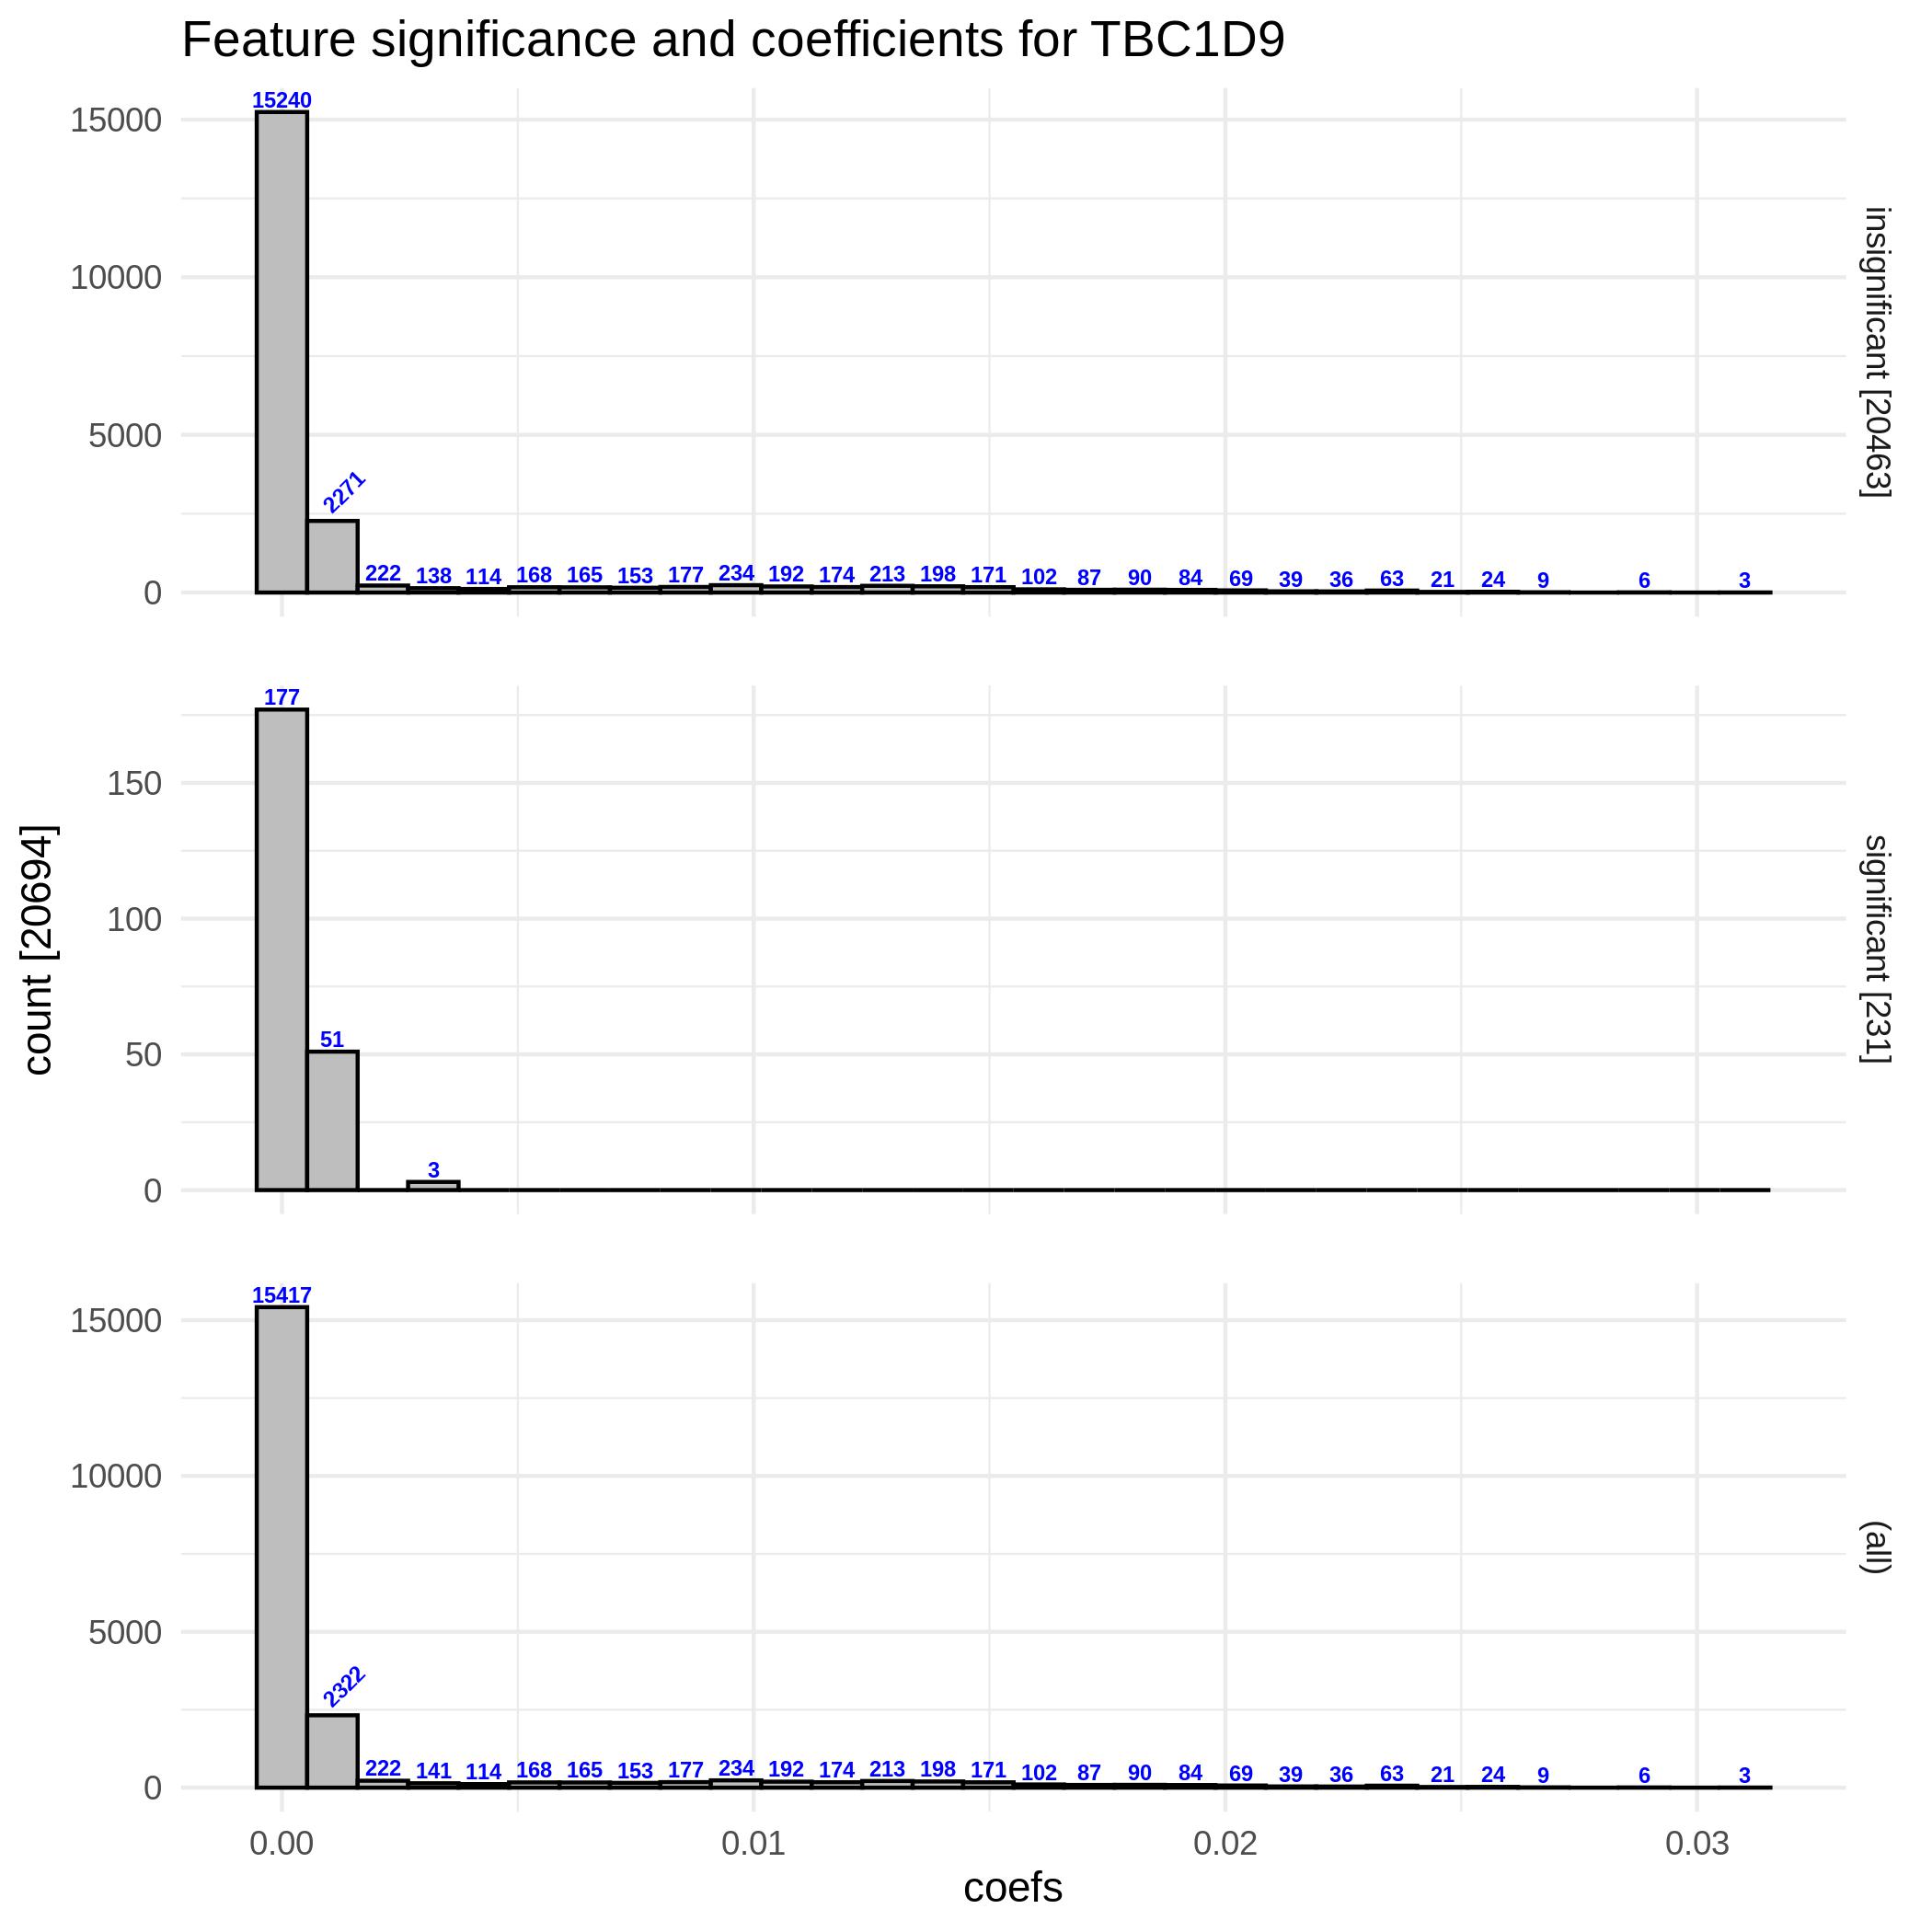 Feature significance and coefficients for TBC1D9
15240
15000
10000
5000
0
2271
222 138 114 168 165 153 177 234 192 174 213 198 171 102 87 90 84 69 39 36 63 21 24 9 6 3
insignificant [20463]
177
150
100
50
0
51
3
significant [231]
count [20694]
15417
15000
10000
5000
0
2322
222 141 114 168 165 153 177 234 192 174 213 198 171 102 87 90 84 69 39 36 63 21 24 9 6 3
(all)
0.00 0.01 0.02 0.03
coefs